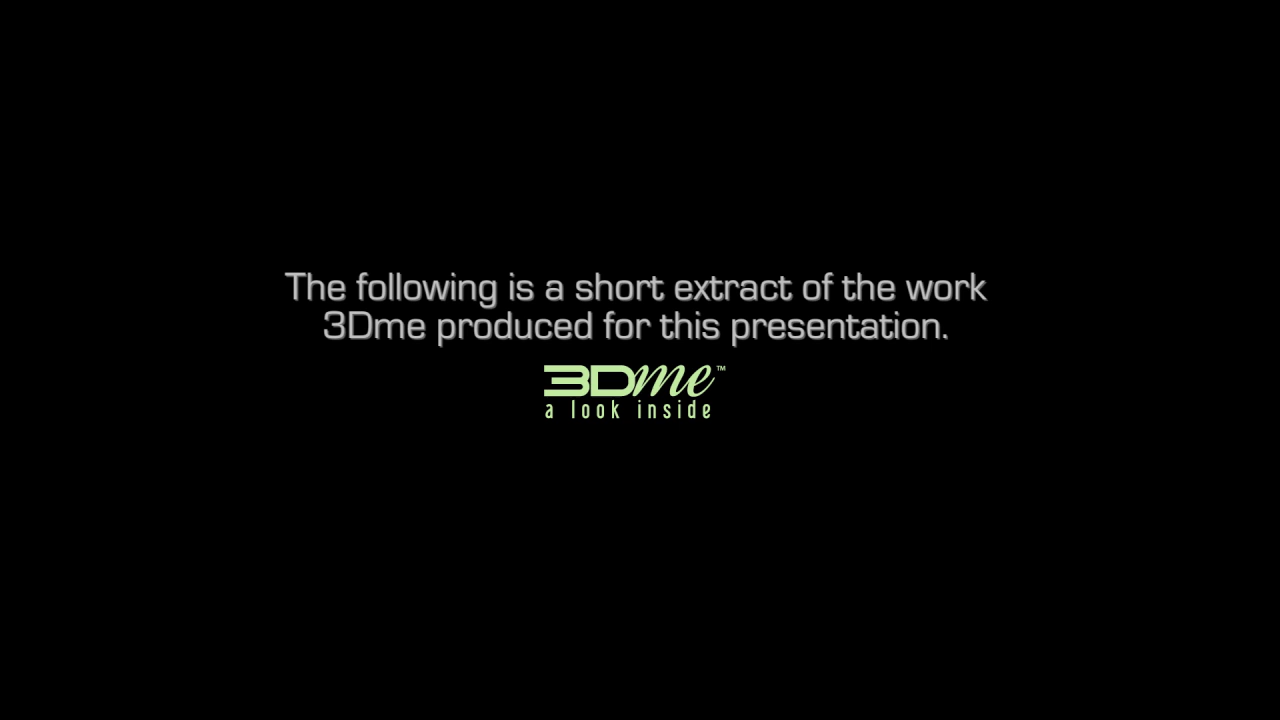 The following is a short extract of the work
3Dme produced for this presentation.
3Dme™
a look inside